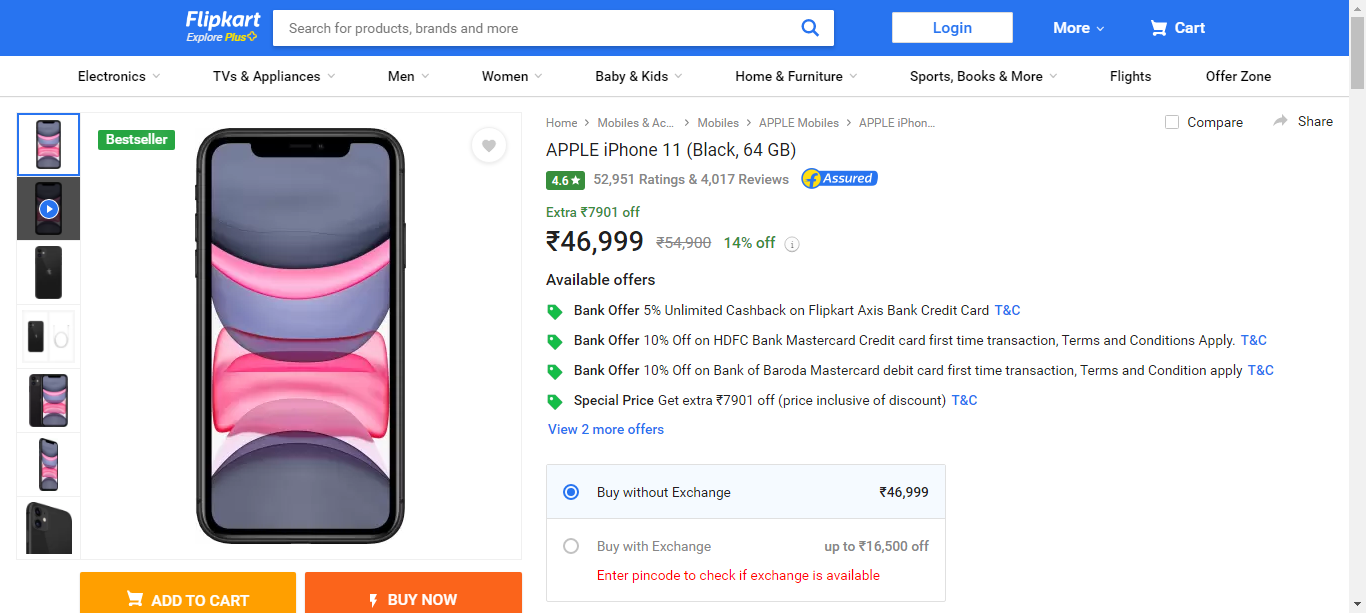 Flipkart
Explore Plus
Search for products, brands and more
Login
More
Cart
Electronics
TVs & Appliances
Men
Women
Baby & Kids
Home & Furniture
Sports, Books & More
Flights
Offer Zone
Bestseller
Home
Mobiles & Ac...
Mobiles
APPLE Mobiles
APPLE iPhon...
Compare
Share
APPLE iPhone 11 (Black, 64 GB)
4.6★ 52,951 Ratings & 4,017 Reviews Assured
Extra ₹7901 off
₹46,999 ₹54,900 14% off
Available offers
Bank Offer 5% Unlimited Cashback on Flipkart Axis Bank Credit Card T&C
Bank Offer 10% Off on HDFC Bank Mastercard Credit card first time transaction, Terms and Conditions Apply. T&C
Bank Offer 10% Off on Bank of Baroda Mastercard debit card first time transaction, Terms and Condition apply T&C
Special Price Get extra ₹7901 off (price inclusive of discount) T&C
View 2 more offers
Buy without Exchange ₹46,999
Buy with Exchange up to ₹16,500 off
Enter pincode to check if exchange is available
ADD TO CART
BUY NOW